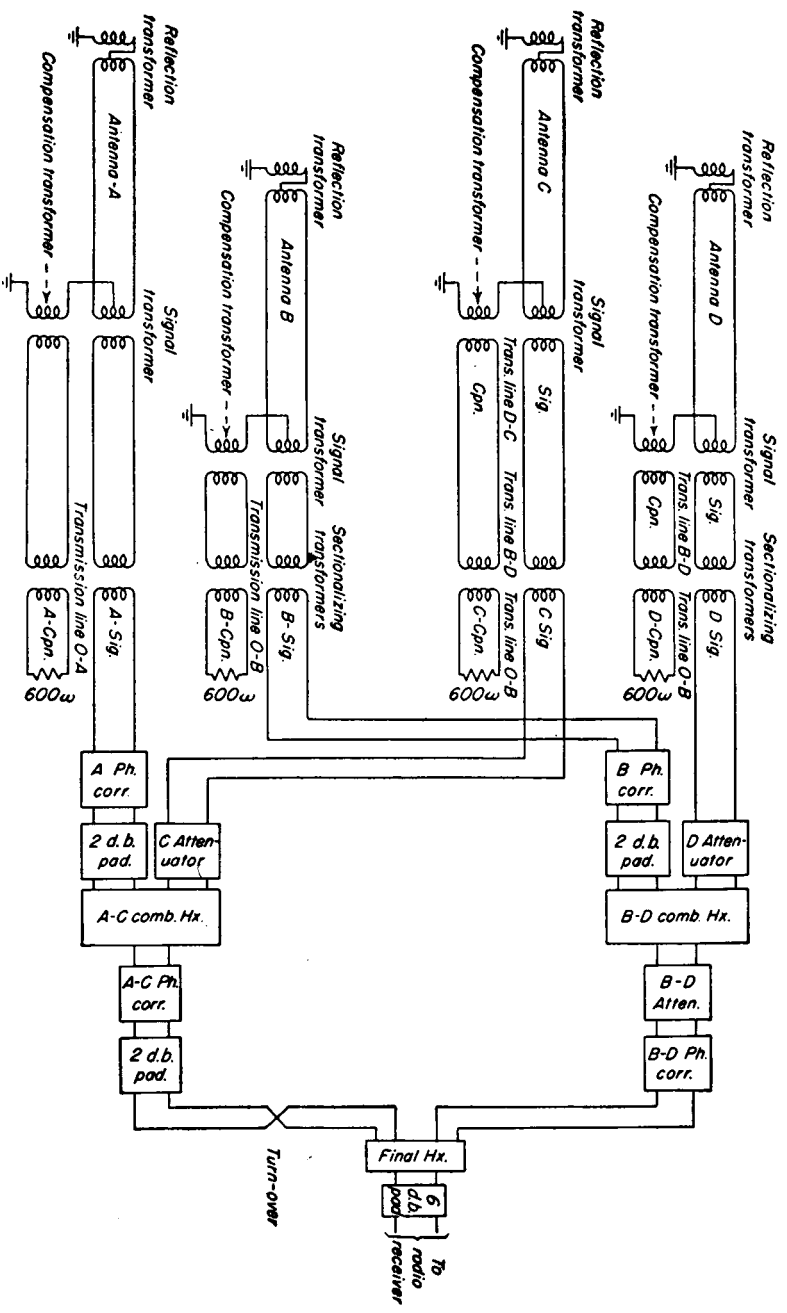 Reflection
transformer
Antenna D
Compensation transformer
Signal
transformer
Trans. line B-D
Sig.
Cpn.
Sectionalizing
transformers
Trans. line O-B
D Sig.
D-Cpn.
600ω
Reflection
transformer
Antenna C
Compensation transformer
Signal
transformer
Trans. line D-C
Sig.
Cpn.
Trans. line B-D
Trans. line O-B
C Sig
C-Cpn.
600ω
Reflection
transformer
Antenna B
Compensation transformer
Signal
transformer
Sectionalizing
transformers
Transmission line O-B
B- Sig.
B-Cpn.
600ω
Reflection
transformer
Antenna-A
Compensation transformer
Signal
transformer
Transmission line O-A
A- Sig.
A-Cpn.
600ω
A Ph.
corr.
B Ph.
corr.
2 d.b.
pad.
C Atten-
uator
2 d.b.
pad.
D Atten-
uator
A-C comb. Hx.
B-D comb. Hx.
A-C Ph.
corr.
B-D
Atten.
2 d.b.
pad.
B-D Ph.
corr.
Turn-over
Final Hx.
6
d.b.
pad
To
radio
receiver